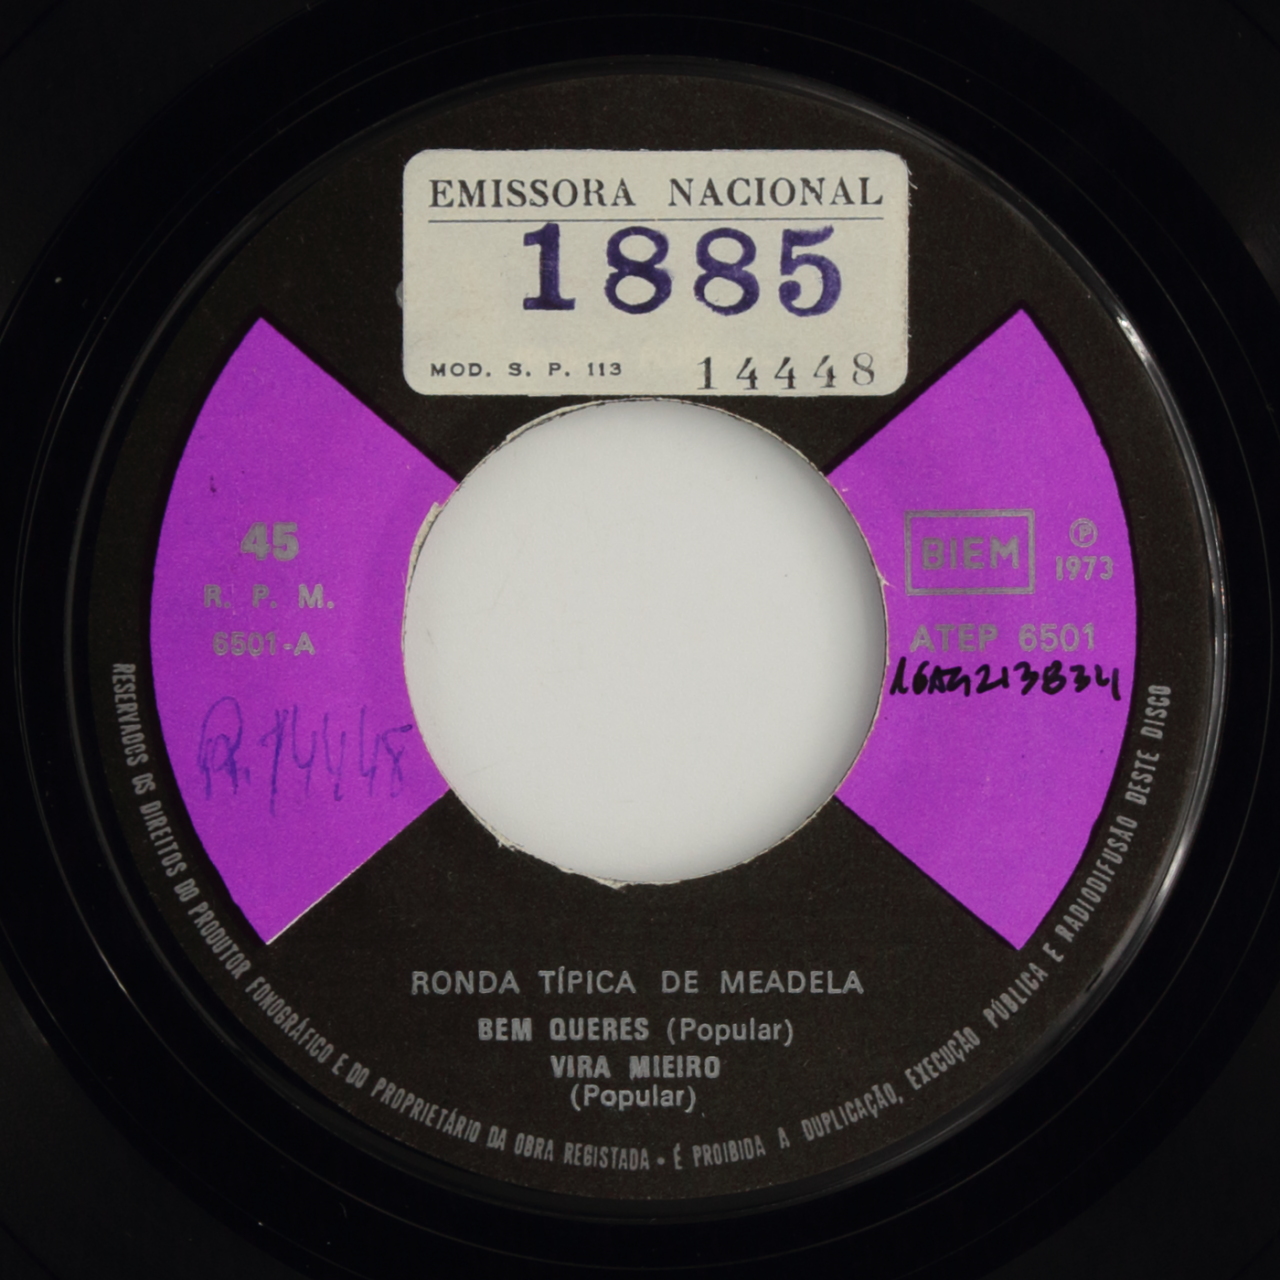 EMISSORA NACIONAL
1885
MOD. S. P. 113 14448
45
R. P. M.
6501-A
R. 14448
BIEM
℗ 1973
ATEP 6501
RONDA TÍPICA DE MEADELA
BEM QUERES (Popular)
VIRA MIEIRO
(Popular)
RESERVADOS OS DIREITOS DO PRODUTOR FONOGRÁFICO E DO PROPRIETÁRIO DA OBRA REGISTADA • É PROIBIDA A DUPLICAÇÃO, EXECUÇÃO PÚBLICA E RADIODIFUSÃO DESTE DISCO